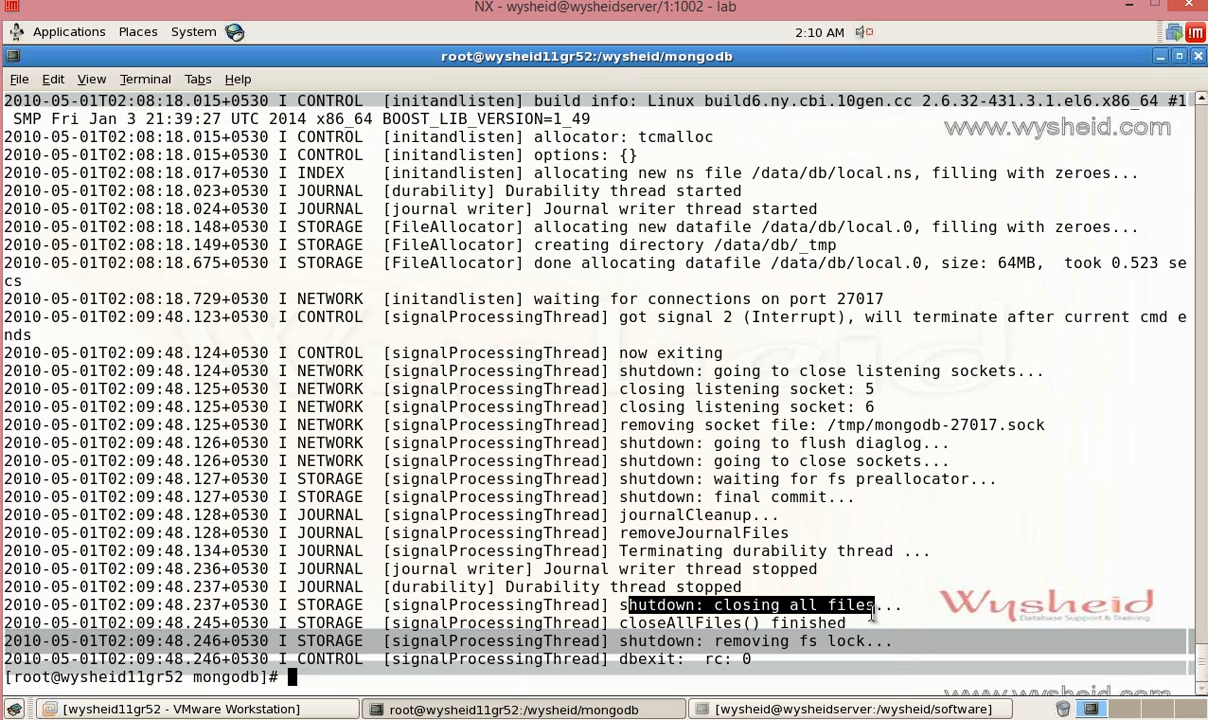 NX - wysheid@wysheidserver/1:1002 - lab
Applications Places System 2:10 AM
root@wysheid11gr52:/wysheid/mongodb
File Edit View Terminal Tabs Help
2010-05-01T02:08:18.015+0530 I CONTROL  [initandlisten] build info: Linux build6.ny.cbi.10gen.cc 2.6.32-431.3.1.el6.x86_64 #1
 SMP Fri Jan 3 21:39:27 UTC 2014 x86_64 BOOST_LIB_VERSION=1_49
www.wysheid.com
2010-05-01T02:08:18.015+0530 I CONTROL  [initandlisten] allocator: tcmalloc
2010-05-01T02:08:18.015+0530 I CONTROL  [initandlisten] options: {}
2010-05-01T02:08:18.017+0530 I INDEX    [initandlisten] allocating new ns file /data/db/local.ns, filling with zeroes...
2010-05-01T02:08:18.023+0530 I JOURNAL  [durability] Durability thread started
2010-05-01T02:08:18.024+0530 I JOURNAL  [journal writer] Journal writer thread started
2010-05-01T02:08:18.148+0530 I STORAGE  [FileAllocator] allocating new datafile /data/db/local.0, filling with zeroes...
2010-05-01T02:08:18.149+0530 I STORAGE  [FileAllocator] creating directory /data/db/_tmp
2010-05-01T02:08:18.675+0530 I STORAGE  [FileAllocator] done allocating datafile /data/db/local.0, size: 64MB,  took 0.523 se
cs
2010-05-01T02:08:18.729+0530 I NETWORK  [initandlisten] waiting for connections on port 27017
2010-05-01T02:09:48.123+0530 I CONTROL  [signalProcessingThread] got signal 2 (Interrupt), will terminate after current cmd e
nds
2010-05-01T02:09:48.124+0530 I CONTROL  [signalProcessingThread] now exiting
2010-05-01T02:09:48.124+0530 I NETWORK  [signalProcessingThread] shutdown: going to close listening sockets...
2010-05-01T02:09:48.125+0530 I NETWORK  [signalProcessingThread] closing listening socket: 5
2010-05-01T02:09:48.125+0530 I NETWORK  [signalProcessingThread] closing listening socket: 6
2010-05-01T02:09:48.125+0530 I NETWORK  [signalProcessingThread] removing socket file: /tmp/mongodb-27017.sock
2010-05-01T02:09:48.126+0530 I NETWORK  [signalProcessingThread] shutdown: going to flush diaglog...
2010-05-01T02:09:48.126+0530 I NETWORK  [signalProcessingThread] shutdown: going to close sockets...
2010-05-01T02:09:48.127+0530 I STORAGE  [signalProcessingThread] shutdown: waiting for fs preallocator...
2010-05-01T02:09:48.127+0530 I STORAGE  [signalProcessingThread] shutdown: final commit...
2010-05-01T02:09:48.128+0530 I JOURNAL  [signalProcessingThread] journalCleanup...
2010-05-01T02:09:48.128+0530 I JOURNAL  [signalProcessingThread] removeJournalFiles
2010-05-01T02:09:48.134+0530 I JOURNAL  [signalProcessingThread] Terminating durability thread ...
2010-05-01T02:09:48.236+0530 I JOURNAL  [journal writer] Journal writer thread stopped
2010-05-01T02:09:48.237+0530 I JOURNAL  [durability] Durability thread stopped
2010-05-01T02:09:48.237+0530 I STORAGE  [signalProcessingThread] shutdown: closing all files...
Wysheid
Database Support & Training
2010-05-01T02:09:48.245+0530 I STORAGE  [signalProcessingThread] closeAllFiles() finished
2010-05-01T02:09:48.246+0530 I STORAGE  [signalProcessingThread] shutdown: removing fs lock...
2010-05-01T02:09:48.246+0530 I CONTROL  [signalProcessingThread] dbexit:  rc: 0
[root@wysheid11gr52 mongodb]#
www.wysheid.com
[wysheid11gr52 - VMware Workstation] root@wysheid11gr52:/wysheid/mongodb [wysheid@wysheidserver:/wysheid/software]